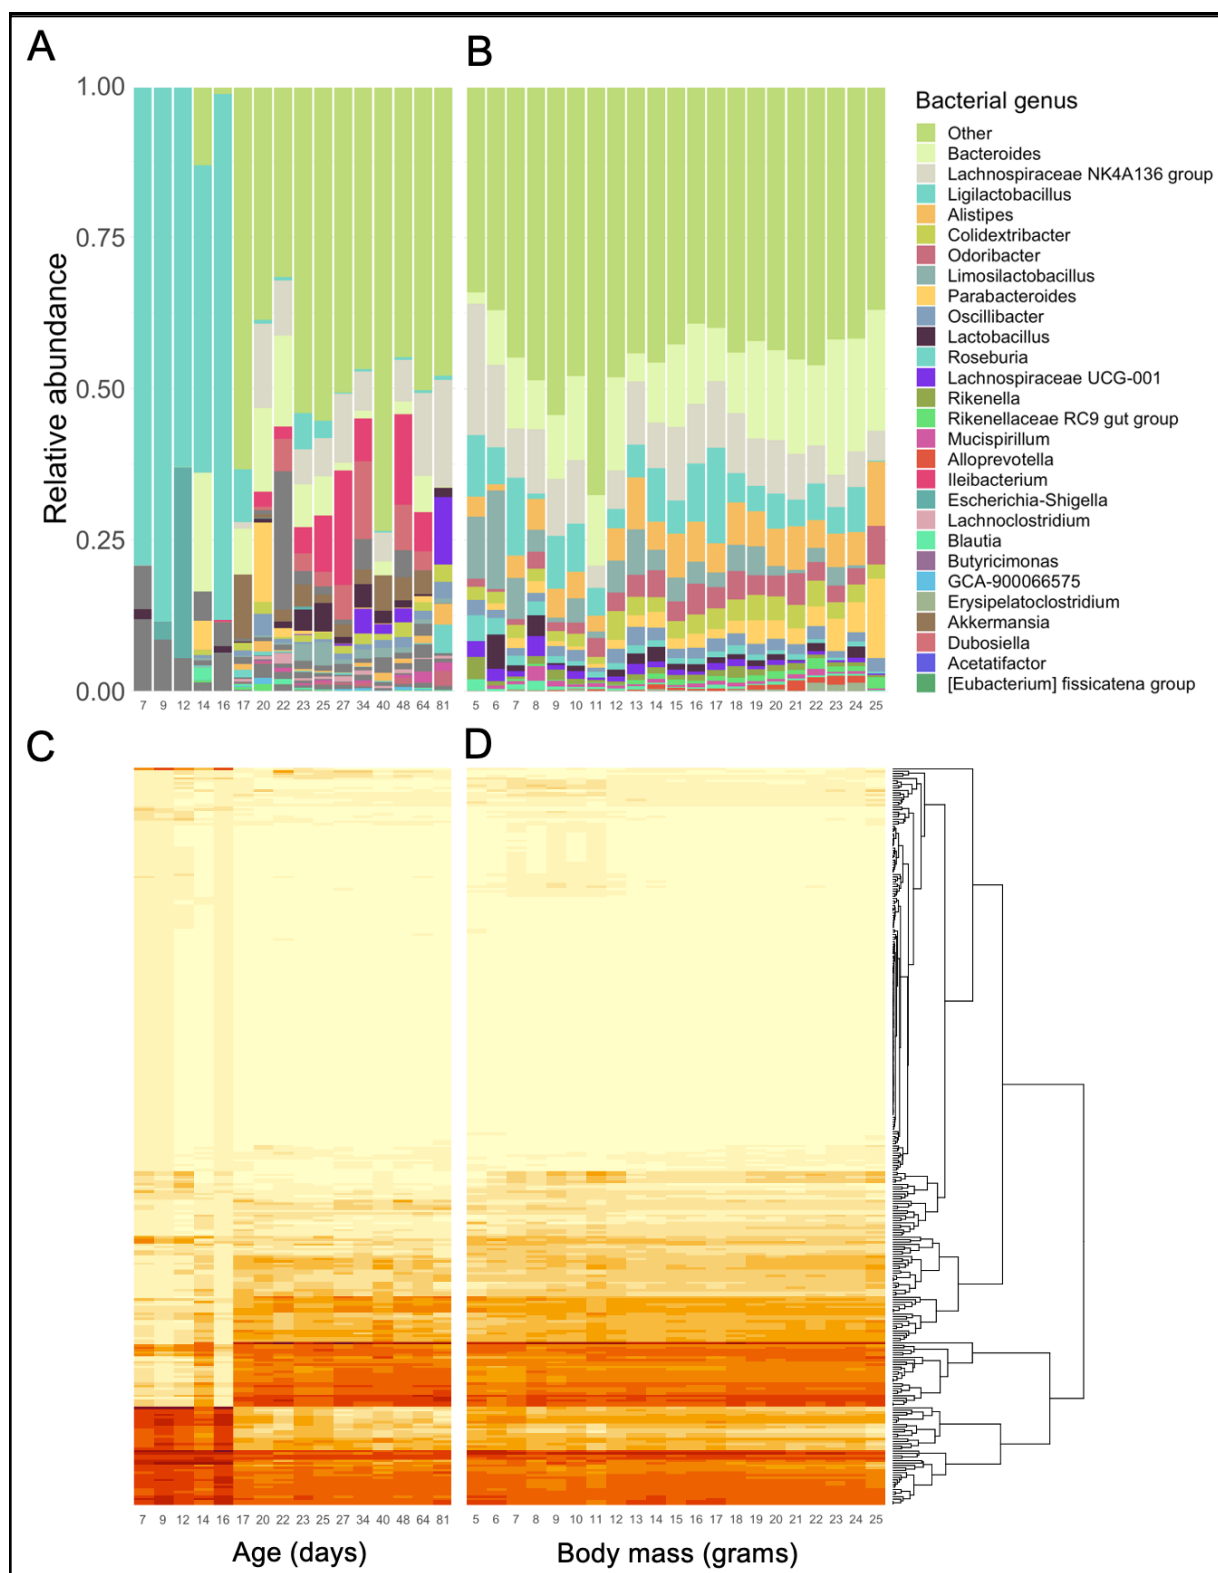 A
B
1.00
0.75
0.50
0.25
0.00
Relative abundance
7 9 12 14 16 17 20 22 23 25 27 34 40 48 64 81
5 6 7 8 9 10 11 12 13 14 15 16 17 18 19 20 21 22 23 24 25
Bacterial genus
Other
Bacteroides
Lachnospiraceae NK4A136 group
Ligilactobacillus
Alistipes
Colidextribacter
Odoribacter
Limosilactobacillus
Parabacteroides
Oscillibacter
Lactobacillus
Roseburia
Lachnospiraceae UCG-001
Rikenella
Rikenellaceae RC9 gut group
Mucispirillum
Alloprevotella
Ileibacterium
Escherichia-Shigella
Lachnoclostridium
Blautia
Butyricimonas
GCA-900066575
Erysipelatoclostridium
Akkermansia
Dubosiella
Acetatifactor
[Eubacterium] fissicatena group
C
D
7 9 12 14 16 17 20 22 23 25 27 34 40 48 64 81
5 6 7 8 9 10 11 12 13 14 15 16 17 18 19 20 21 22 23 24 25
Age (days)
Body mass (grams)